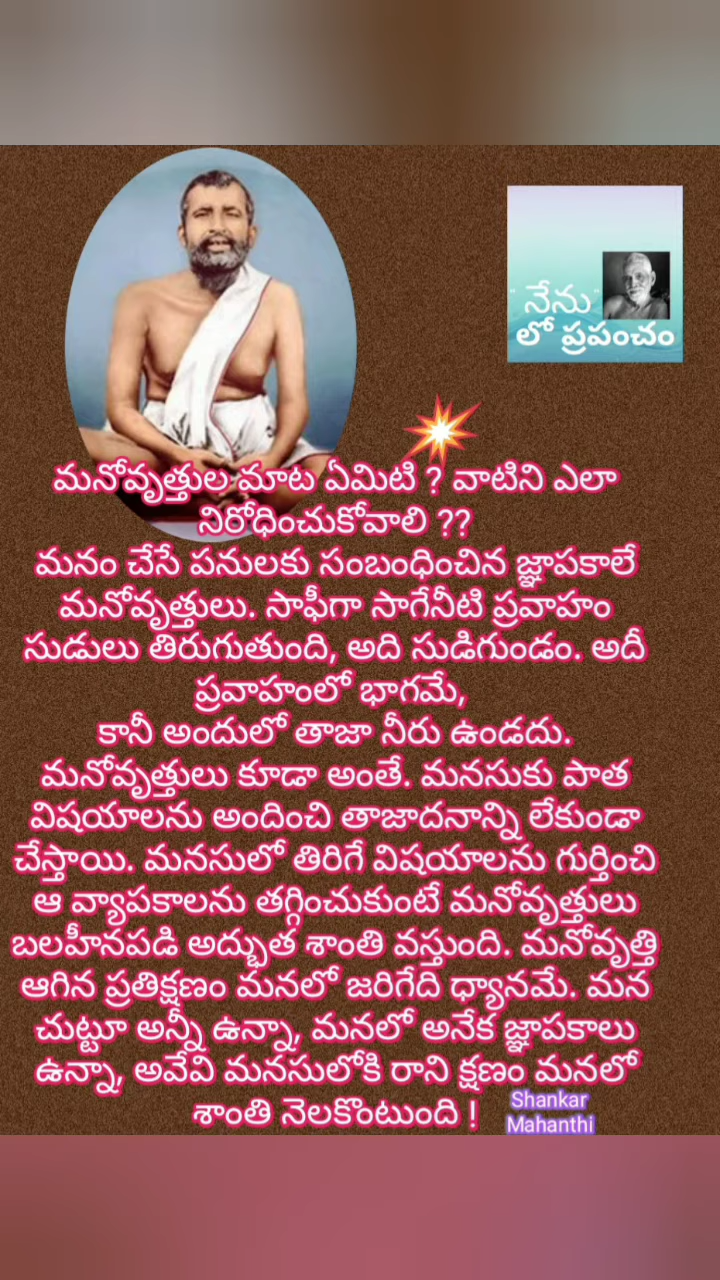 " నేను"
లో ప్రపంచం
మనోవృత్తుల మాట ఏమిటి ? వాటిని ఎలా
నిరోధించుకోవాలి ??
మనం చేసే పనులకు సంబంధించిన జ్ఞాపకాలే
మనోవృత్తులు. సాఫీగా సాగేనీటి ప్రవాహం
సుడులు తిరుగుతుంది, అది సుడిగుండం. అదీ
ప్రవాహంలో భాగమే,
కానీ అందులో తాజా నీరు ఉండదు.
మనోవృత్తులు కూడా అంతే. మనసుకు పాత
విషయాలను అందించి తాజాదనాన్ని లేకుండా
చేస్తాయి. మనసులో తిరిగే విషయాలను గుర్తించి
ఆ వ్యాపకాలను తగ్గించుకుంటే మనోవృత్తులు
బలహీనపడి అద్భుత శాంతి వస్తుంది. మనోవృత్తి
ఆగిన ప్రతిక్షణం మనలో జరిగేది ధ్యానమే. మన
చుట్టూ అన్నీ ఉన్నా, మనలో అనేక జ్ఞాపకాలు
ఉన్నా, అవేవి మనసులోకి రాని క్షణం మనలో
శాంతి నెలకొంటుంది !
Shankar
Mahanthi